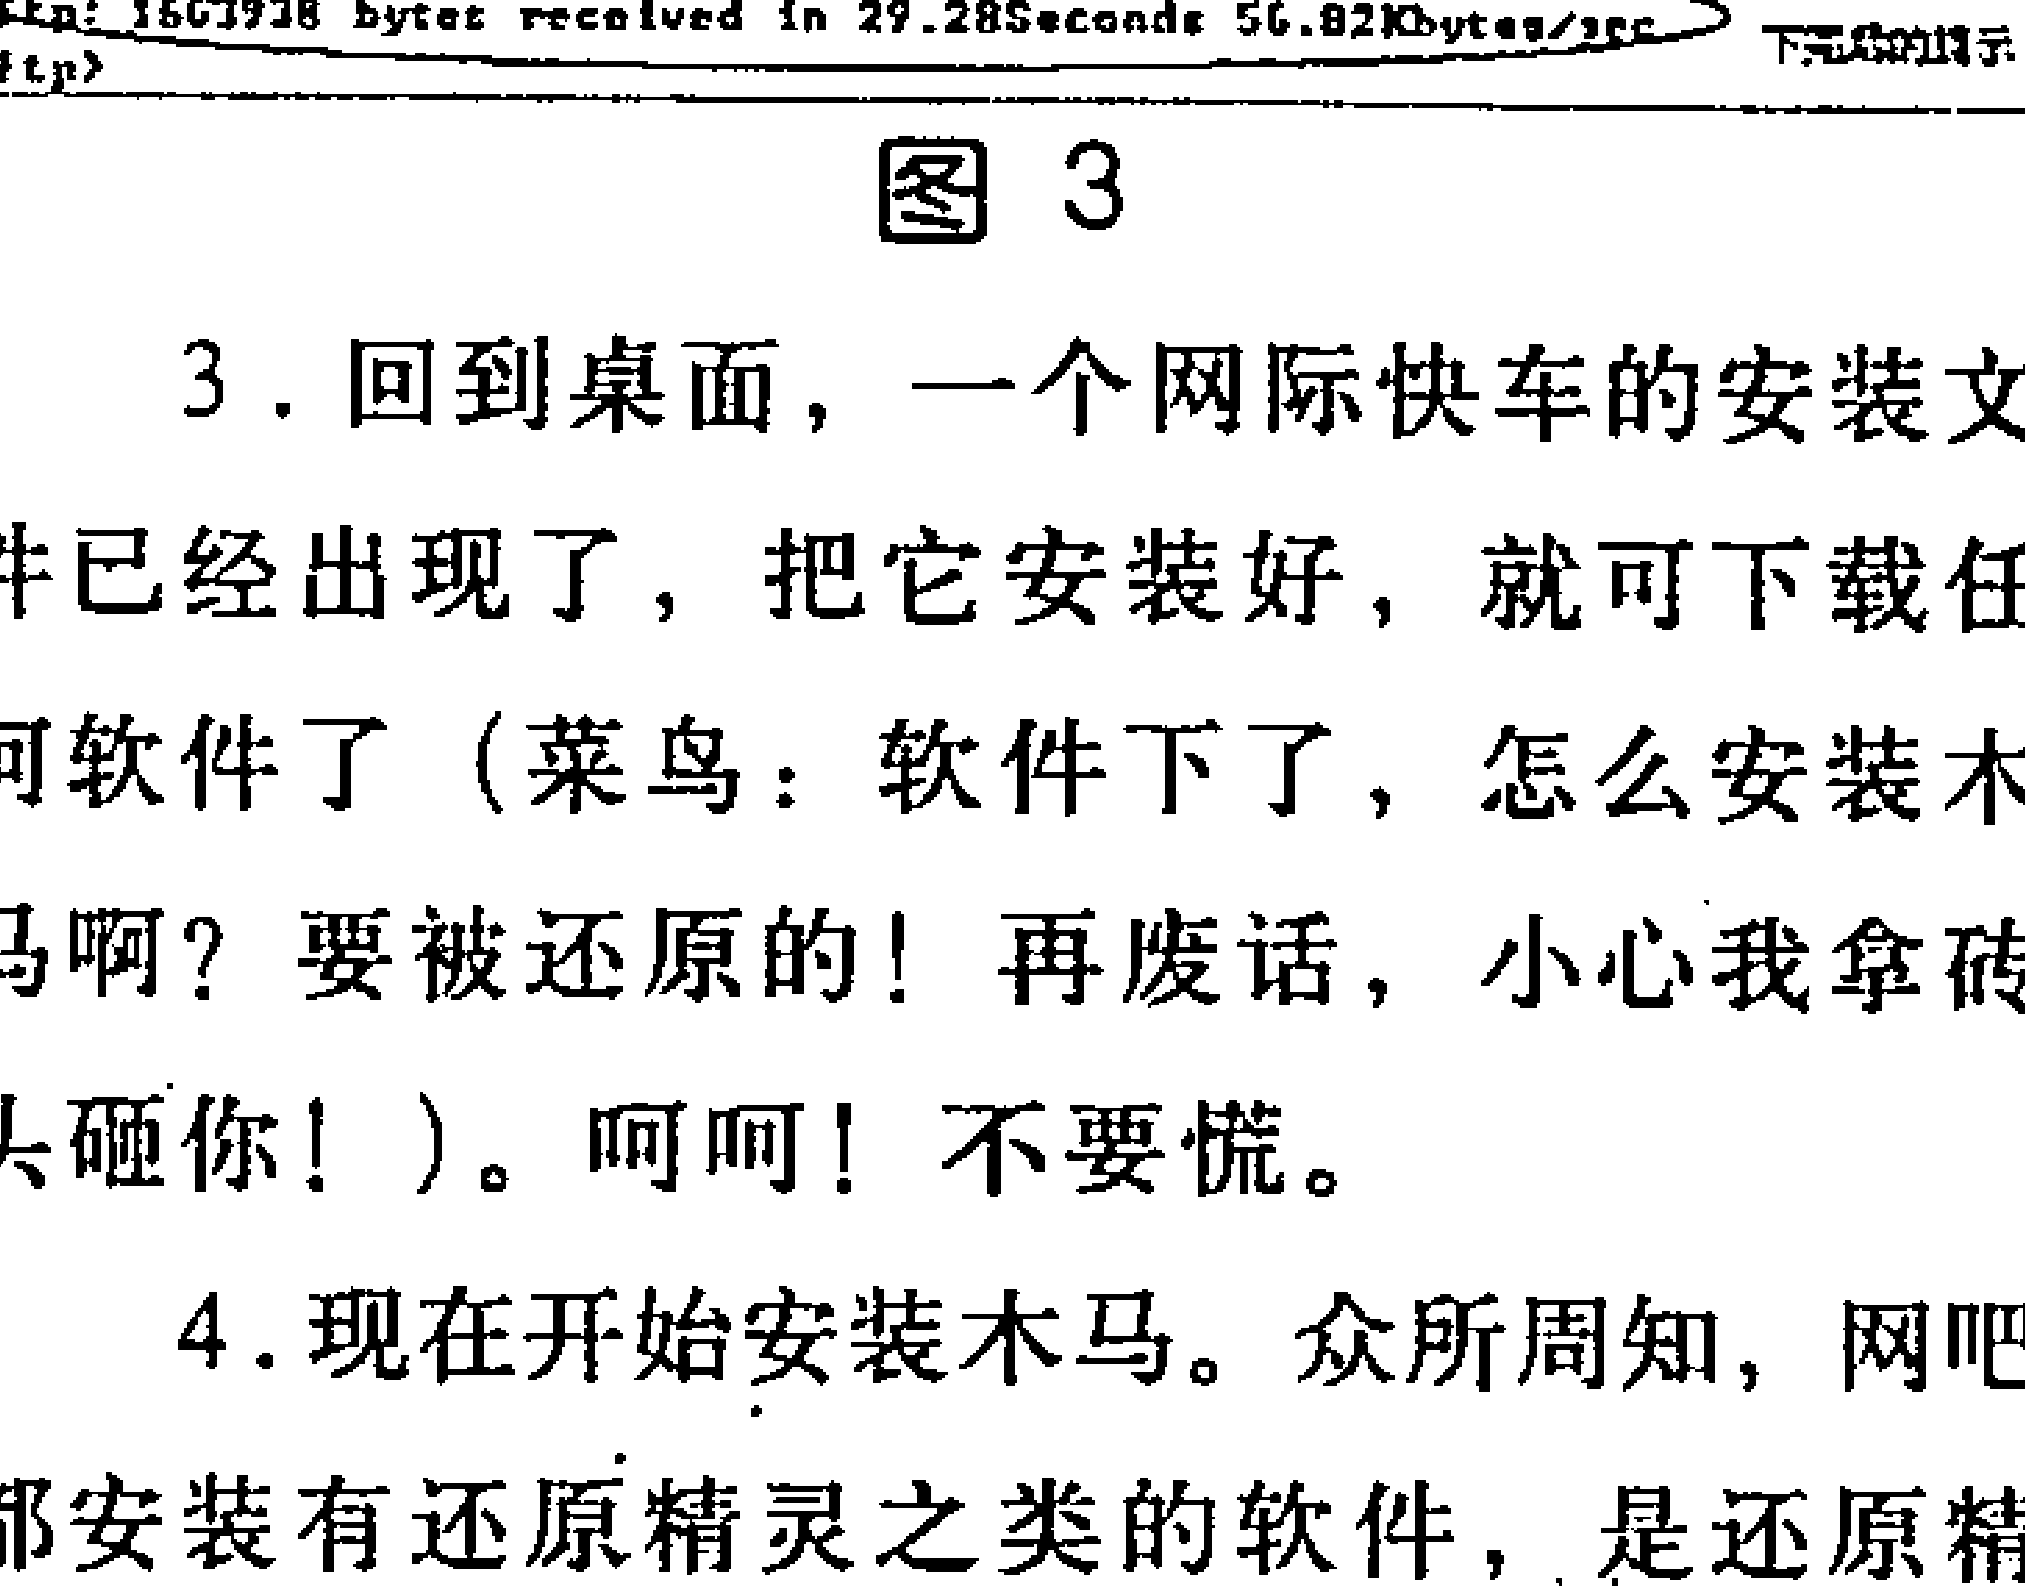 ftp: 1663938 bytes received in 29.28Seconds 56.82Kbytes/sec
ftp>
图 3
3．回到桌面，一个网际快车的安装文
件已经出现了，把它安装好，就可下载任
何软件了（菜鸟：软件下了，怎么安装木
马啊？要被还原的！再废话，小心我拿砖
头砸你！）。呵呵！不要慌。
4．现在开始安装木马。众所周知，网吧
都安装有还原精灵之类的软件，是还原精